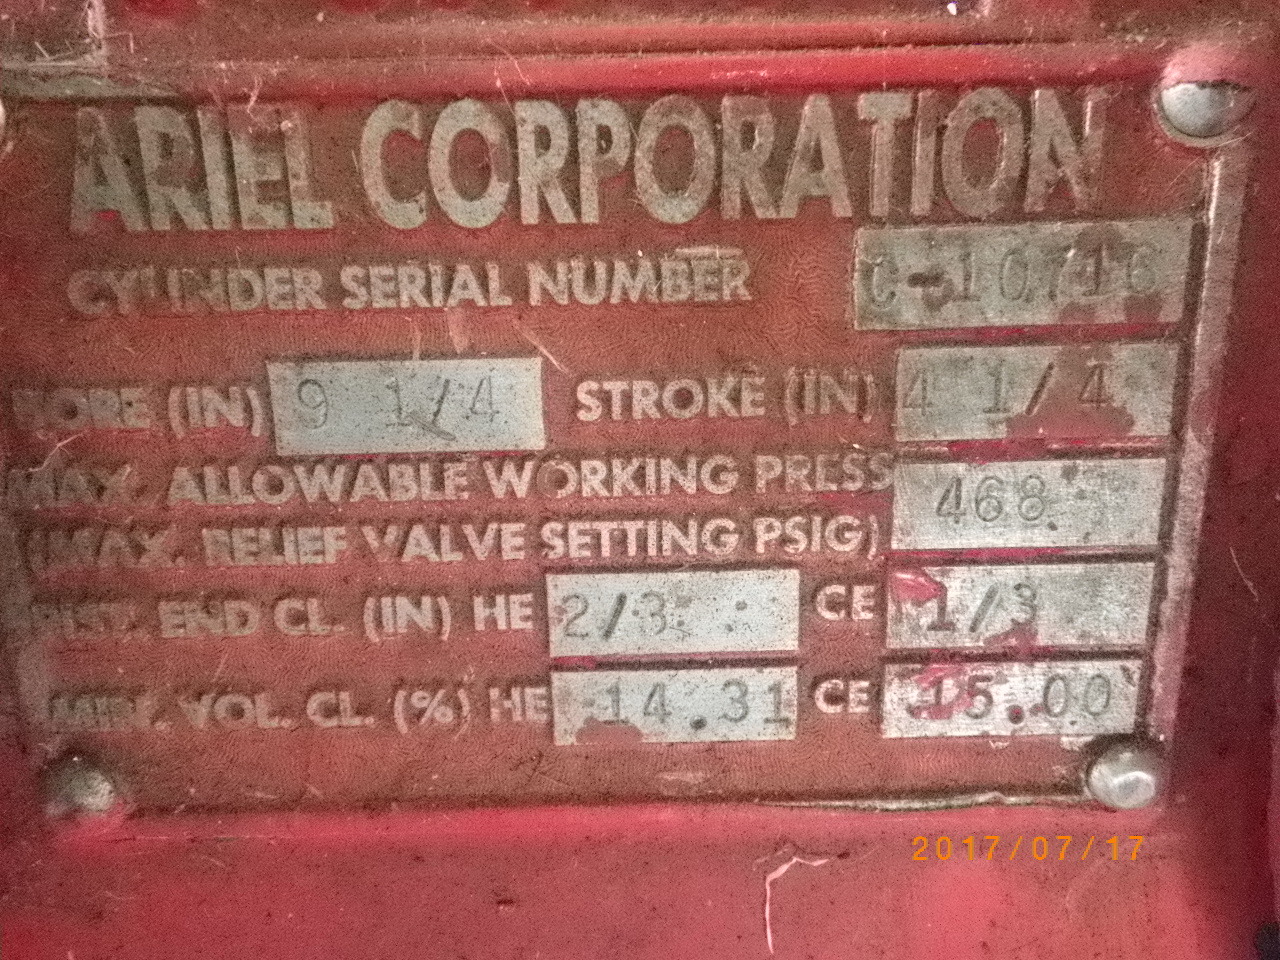 ARIEL CORPORATION
CYLINDER SERIAL NUMBER C-10716
BORE (IN) 9 1/4 STROKE (IN) 4 1/4
MAX. ALLOWABLE WORKING PRESS 468
(MAX. RELIEF VALVE SETTING PSIG)
PIST. END CL. (IN) HE 2/3 CE 1/3
MIN. VOL. CL. (%) HE 14.31 CE 15.00
2017/07/17